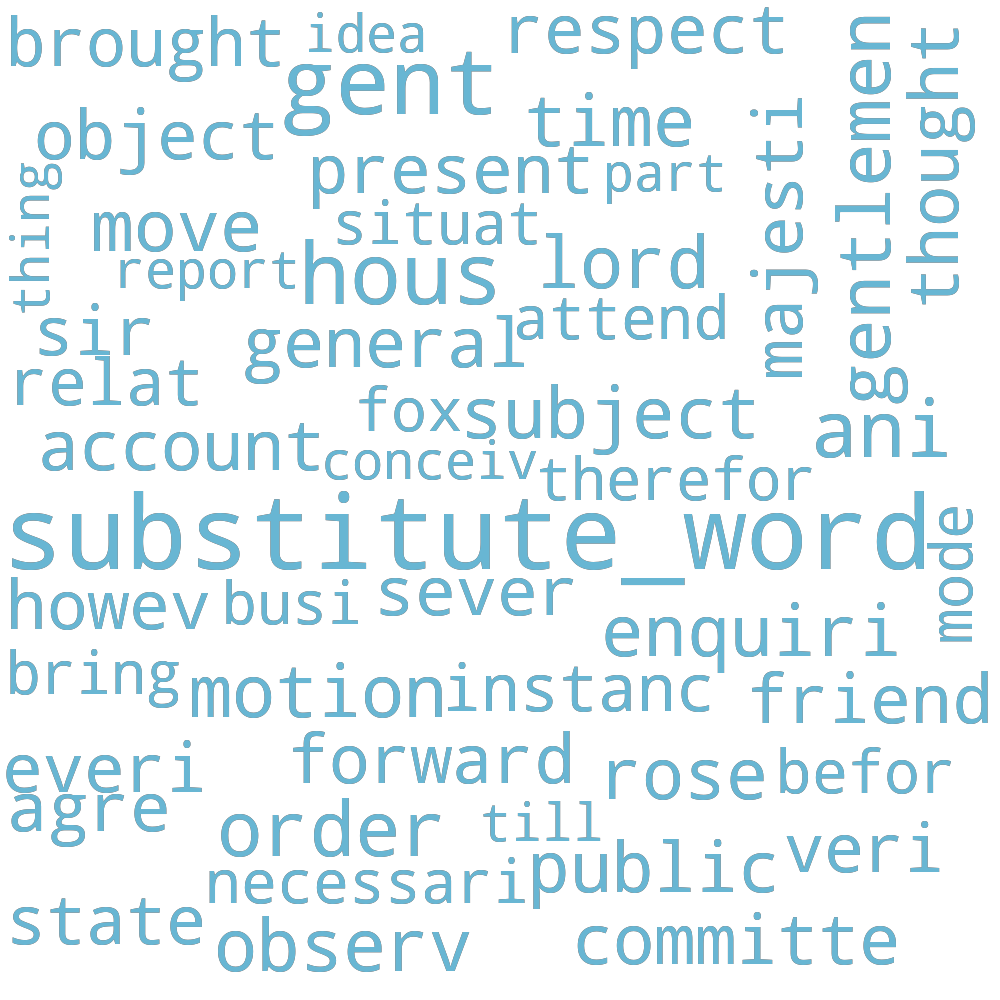 brought
idea
respect
gentlemen
thought
gent
object
time
present
part
majesti
thing
move
situat
report
hous
lord
sir
general
attend
relat
fox
subject
ani
account
conceiv
therefor
substitute_word
mode
howev
busi
sever
enquiri
bring
motion
instanc
friend
everi
forward
rose
befor
agre
order
till
necessari
public
veri
state
observ
committe